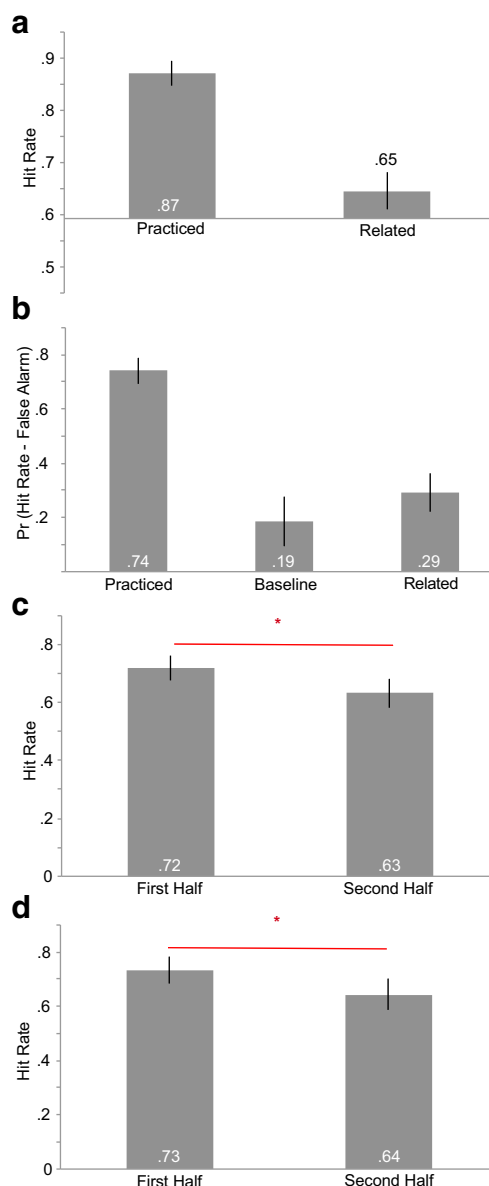 a
Hit Rate
.9
.8
.7
.6
.5
.87
.65
Practiced Related
b
Pr (Hit Rate - False Alarm)
.8
.6
.4
.2
.74 .19 .29
Practiced Baseline Related
c
*
Hit Rate
.8
.6
.4
.2
0
.72 .63
First Half Second Half
d
*
Hit Rate
.8
.6
.4
.2
0
.73 .64
First Half Second Half